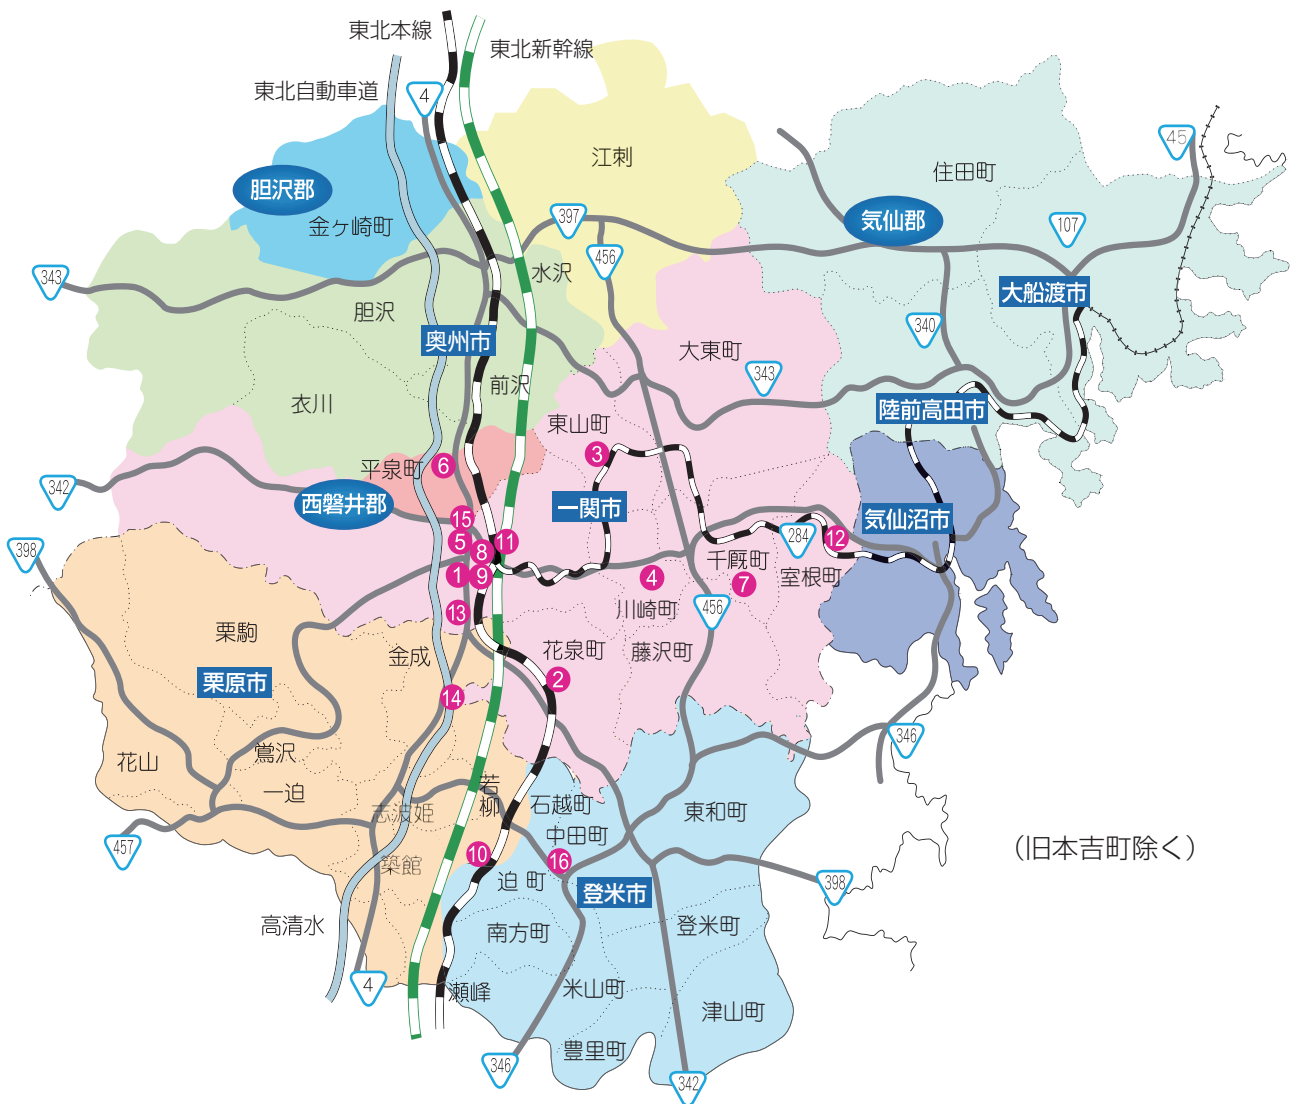 東北本線
東北新幹線
東北自動車道
4
江刺
45
住田町
胆沢郡
金ヶ崎町
397
気仙郡
107
456
343
水沢
大船渡市
胆沢
奥州市
340
大東町
343
前沢
衣川
陸前高田市
東山町
3
平泉町
6
342
西磐井郡
一関市
15
気仙沼市
5
8
11
284
12
398
千厩町
1
9
4
7
室根町
川崎町
456
13
栗駒
花泉町
藤沢町
金成
栗原市
2
14
346
鶯沢
花山
一迫
若柳
石越町
東和町
志波姫
中田町
457
10
16
築館
(旧本吉町除く)
迫町
398
登米市
高清水
南方町
登米町
4
瀬峰
米山町
津山町
豊里町
346
342